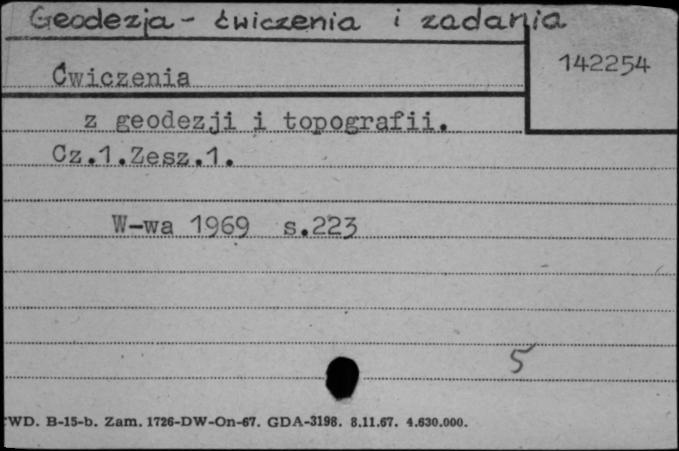 Geodezja - ćwiczenia i zadania
142254
Ćwiczenia
z geodezji i topografii.
Cz.1.Zesz.1.
W-wa 1969 s.223
5
WD. B-15-b. Zam. 1726-DW-On-67. GDA-3198. 8.11.67. 4.630.000.